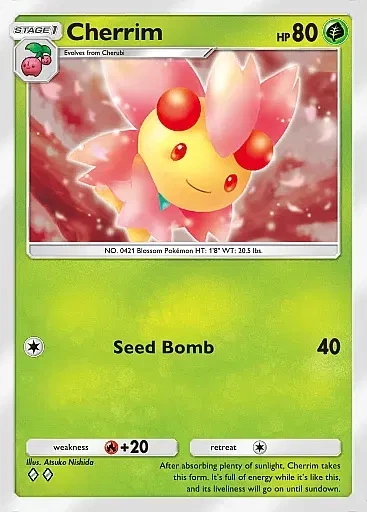 STAGE 1
Cherrim
HP 80
Evolves from Cherubi
NO. 0421 Blossom Pokémon HT: 1'8" WT: 20.5 lbs.
Seed Bomb 40
weakness +20 retreat
Illus. Atsuko Nishida
After absorbing plenty of sunlight, Cherrim takes
this form. It's full of energy while it's like this,
and its liveliness will go on until sundown.